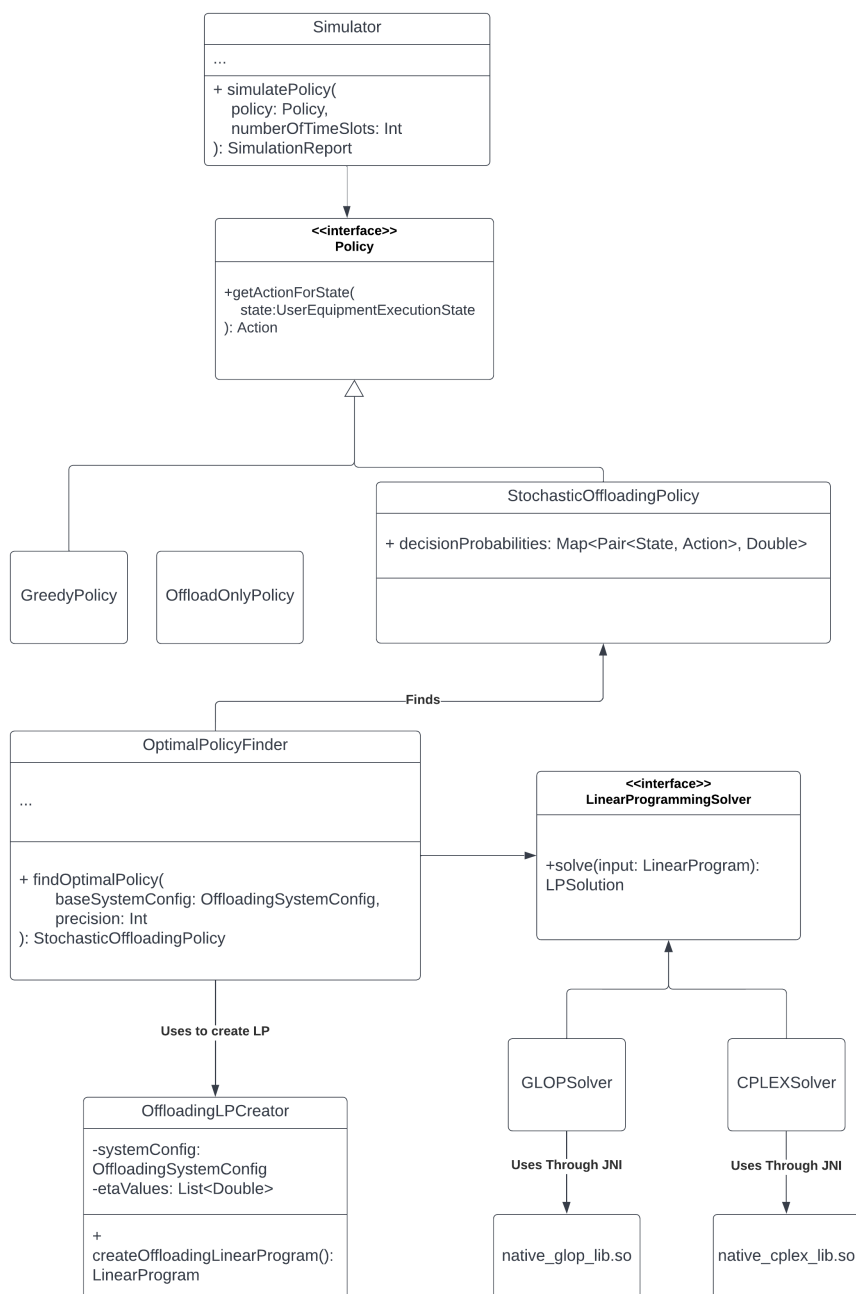 Simulator
...
+ simulatePolicy(
policy: Policy,
numberOfTimeSlots: Int
): SimulationReport
<<interface>>
Policy
+getActionForState(
state:UserEquipmentExecutionState
): Action
StochasticOffloadingPolicy
+ decisionProbabilities: Map<Pair<State, Action>, Double>
GreedyPolicy
OffloadOnlyPolicy
Finds
OptimalPolicyFinder
...
+ findOptimalPolicy(
baseSystemConfig: OffloadingSystemConfig,
precision: Int
): StochasticOffloadingPolicy
<<interface>>
LinearProgrammingSolver
+solve(input: LinearProgram):
LPSolution
Uses to create LP
GLOPSolver
CPLEXSolver
OffloadingLPCreator
-systemConfig:
OffloadingSystemConfig
-etaValues: List<Double>
+
createOffloadingLinearProgram():
LinearProgram
Uses Through JNI
Uses Through JNI
native_glop_lib.so
native_cplex_lib.so